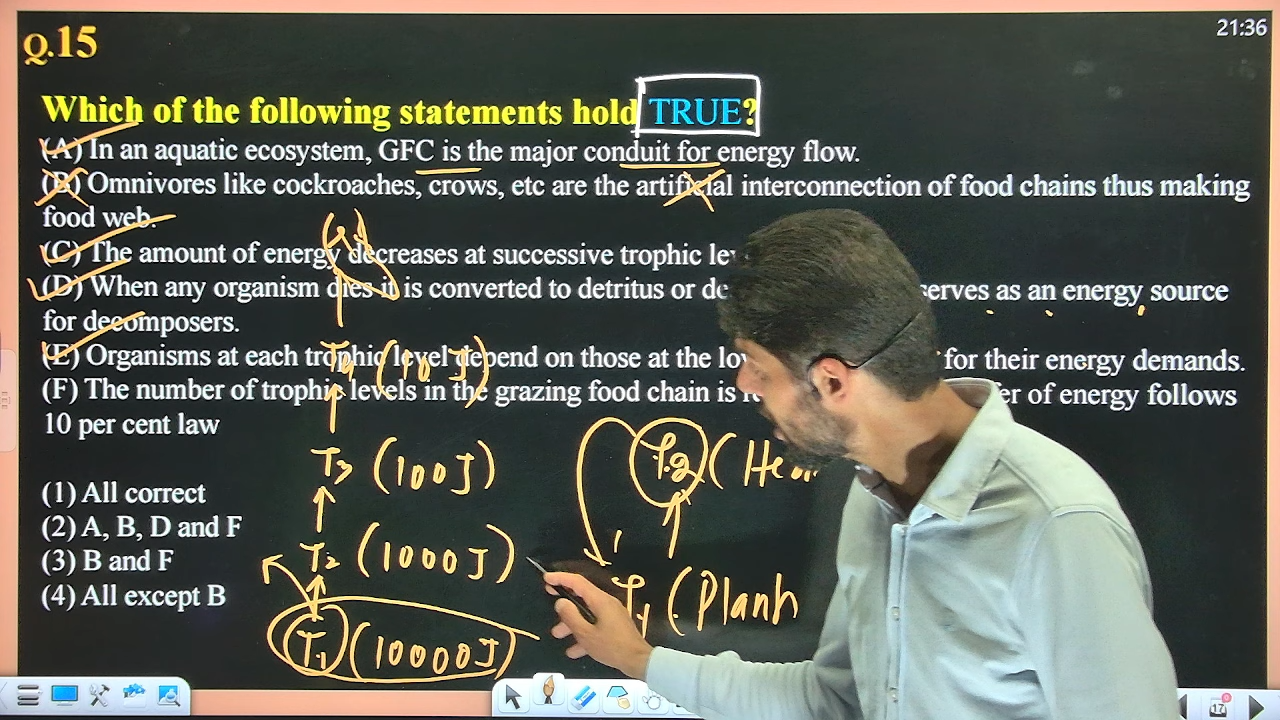 21:36
Q.15
Which of the following statements hold TRUE?
(A) In an aquatic ecosystem, GFC is the major conduit for energy flow.
(B) Omnivores like cockroaches, crows, etc are the artificial interconnection of food chains thus making
food web.
(C) The amount of energy decreases at successive trophic
(D) When any organism dies it is converted to detritus or serves as an energy source
for decomposers.
(E) Organisms at each trophic level depend on those at the for their energy demands.
(F) The number of trophic levels in the grazing food chain is of energy follows
10 per cent law
(1) All correct
(2) A, B, D and F
(3) B and F
(4) All except B
(10 J)
T3 (100 J)
T2 (1000 J)
T1 (10000 J)
T2
T1 (Plant
17